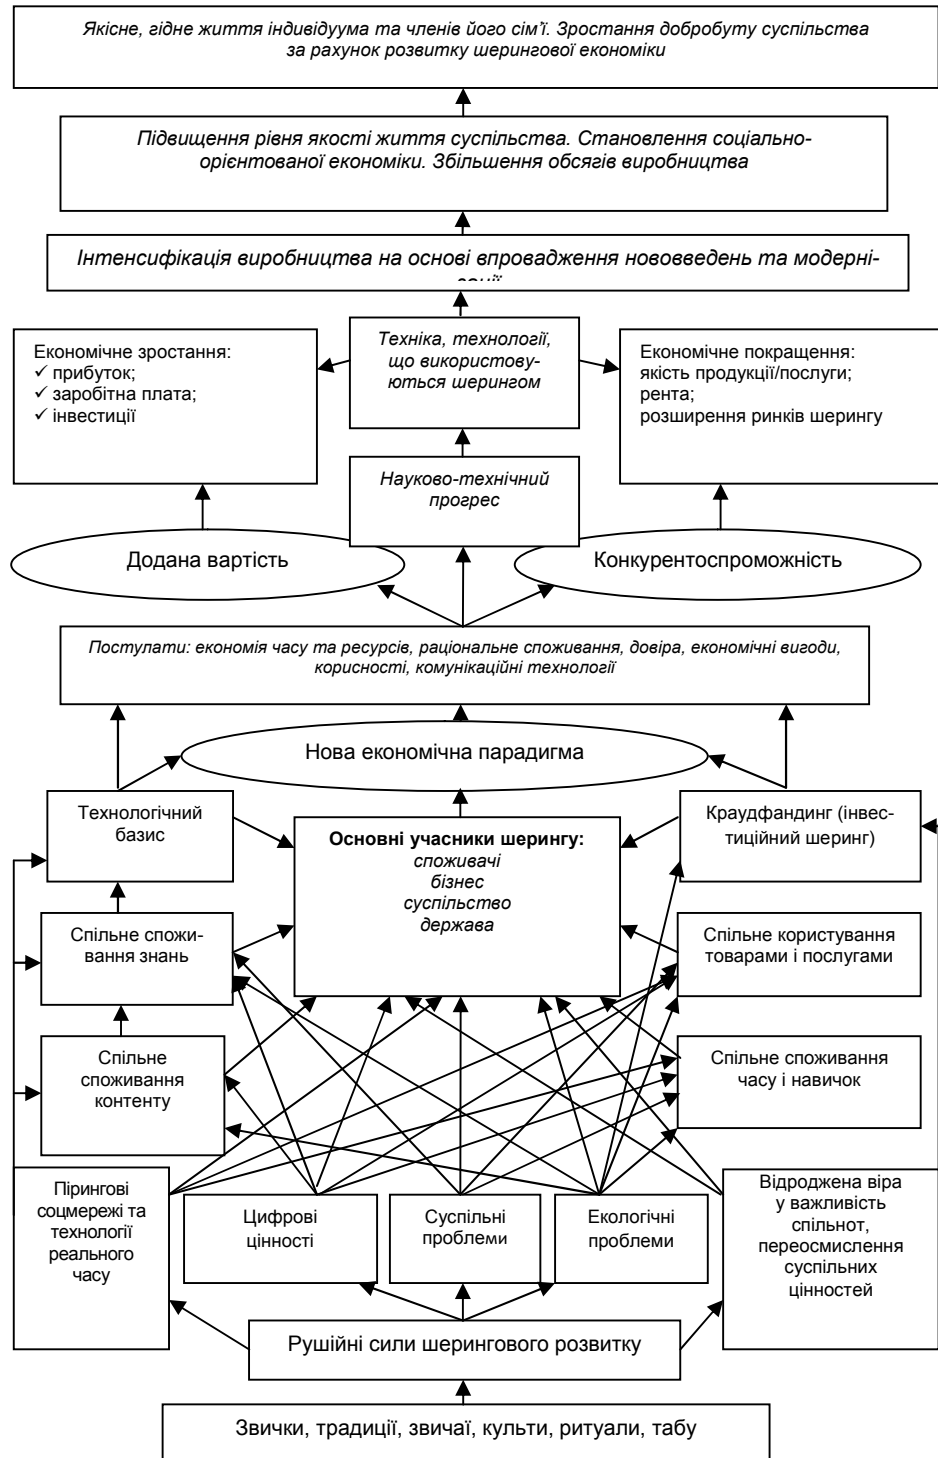 Якісне, гідне життя індивідуума та членів його сім’ї. Зростання добробуту суспільства
за рахунок розвитку шерингової економіки
Підвищення рівня якості життя суспільства. Становлення соціально-
орієнтованої економіки. Збільшення обсягів виробництва
Інтенсифікація виробництва на основі впровадження нововведень та модерні-
зації
Економічне зростання:
✓ прибуток;
✓ заробітна плата;
✓ інвестиції
Техніка, технології,
що використову-
ються шерингом
Економічне покращення:
якість продукції/послуги;
рента;
розширення ринків шерингу
Науково-технічний
прогрес
Додана вартість
Конкурентоспроможність
Постулати: економія часу та ресурсів, раціональне споживання, довіра, економічні вигоди,
корисності, комунікаційні технології
Нова економічна парадигма
Технологічний
базис
Основні учасники шерингу:
споживачі
бізнес
суспільство
держава
Краудфандинг (інвес-
тиційний шеринг)
Спільне спожи-
вання знань
Спільне користування
товарами і послугами
Спільне
споживання
контенту
Спільне споживання
часу і навичок
Пірингові
соцмережі та
технології
реального
часу
Цифрові
цінності
Суспільні
проблеми
Екологічні
проблеми
Відроджена віра
у важливість
спільнот,
переосмислення
суспільних
цінностей
Рушійні сили шерингового розвитку
Звички, традиції, звичаї, культи, ритуали, табу